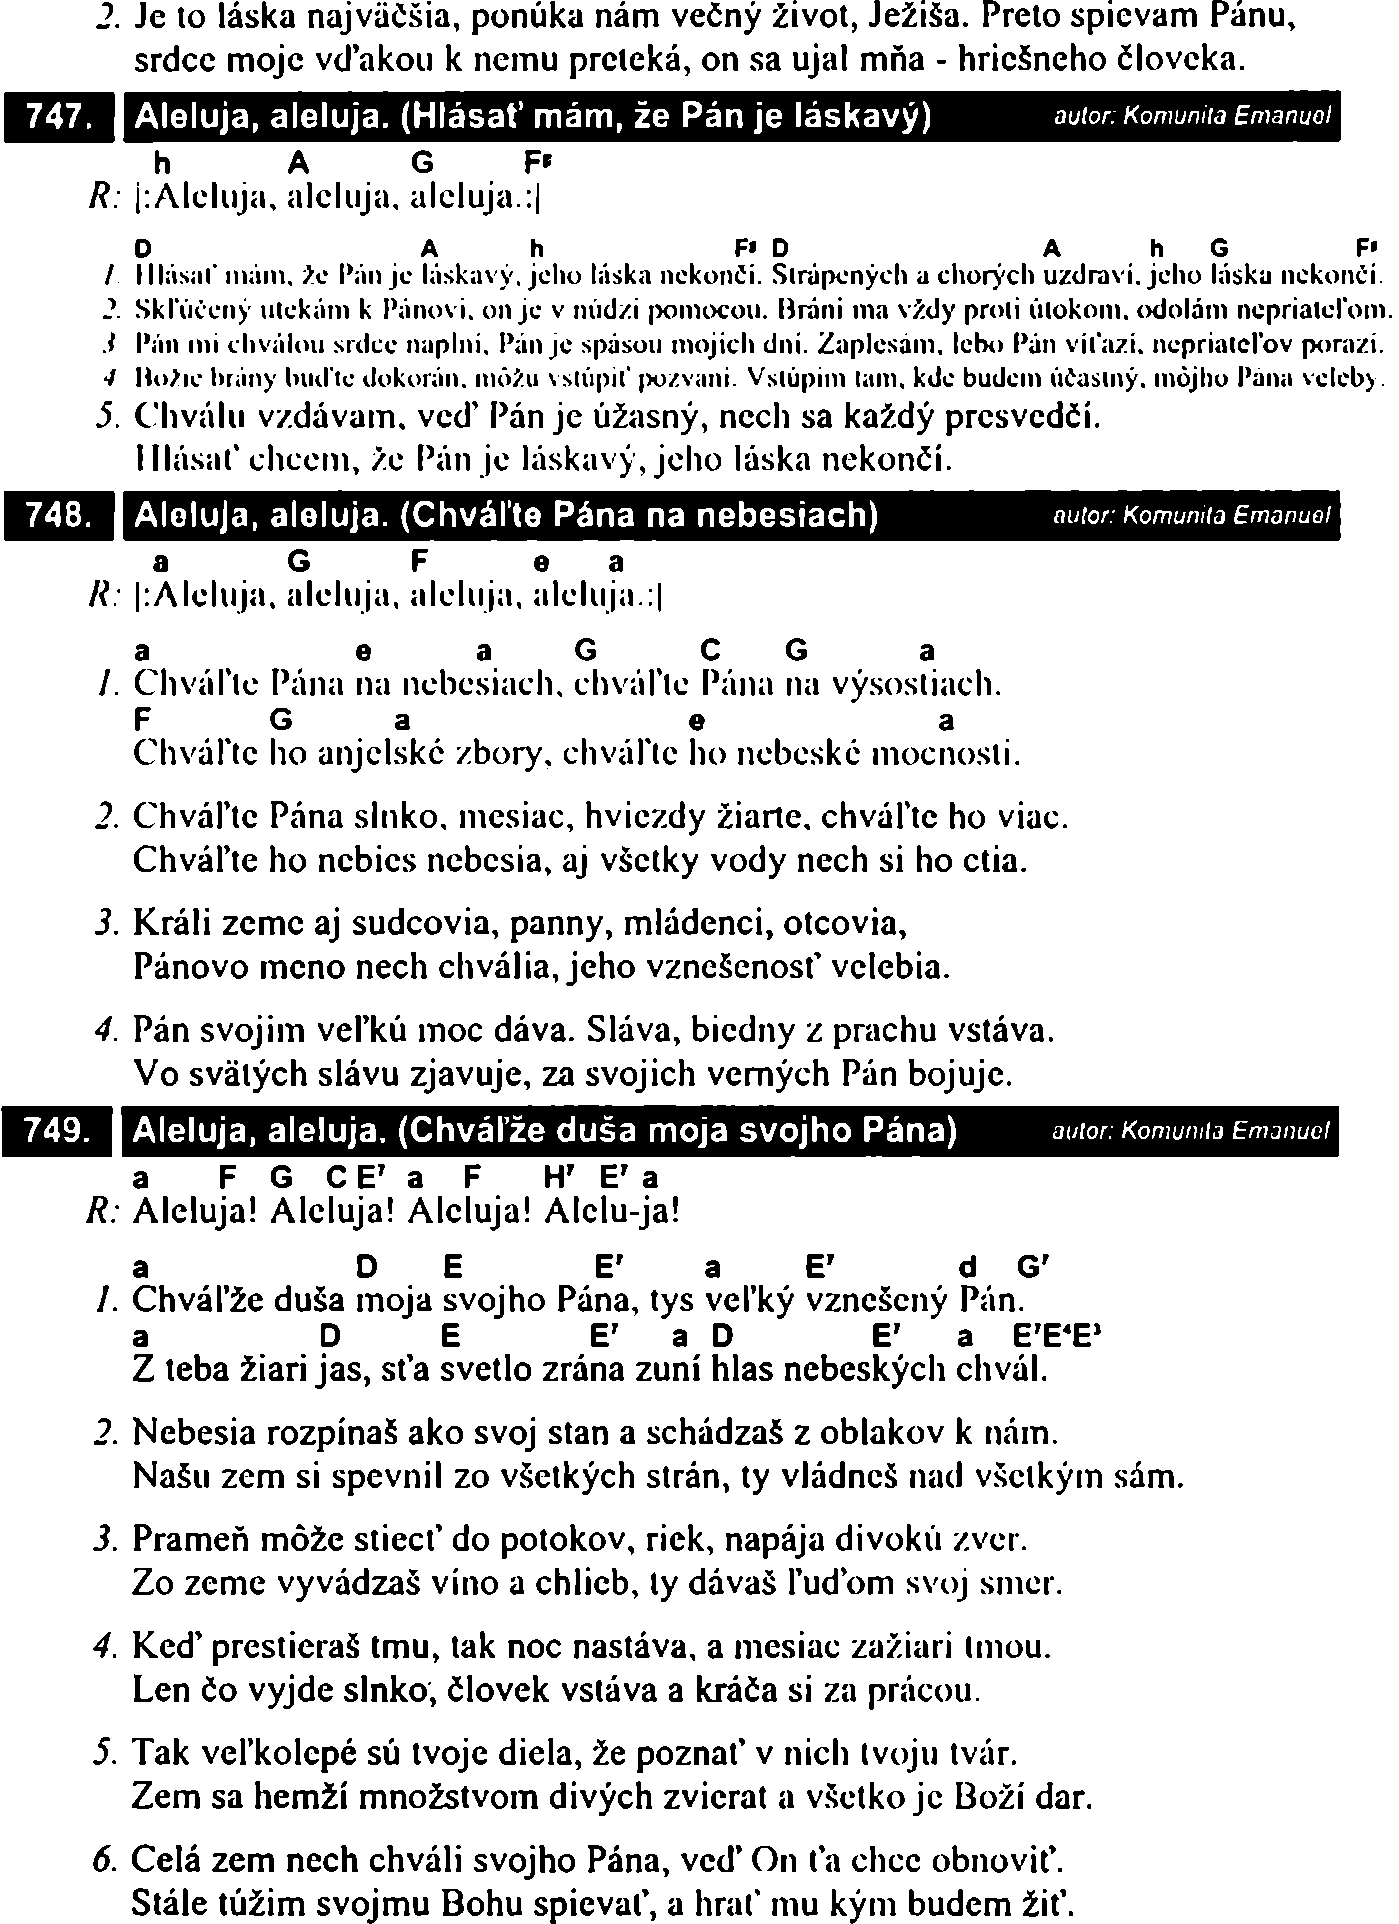 2. Je to láska najväčšia, ponúka nám večný život, Ježiša. Preto spievam Pánu,
srdce moje vďakou k nemu preteká, on sa ujal mňa - hriešneho človeka.
747. Aleluja, aleluja. (Hlásať mám, že Pán je láskavý) autor: Komunita Emanuel
h A G F#
R: |:Aleluja, aleluja, aleluja.:|
D A h F# D A h G F#
1. Hlásať mám, že Pán je láskavý, jeho láska nekončí. Strápených a chorých uzdraví, jeho láska nekončí.
2. Skľúčený utekám k Pánovi, on je v núdzi pomocou. Bráni ma vždy proti útokom, odolám nepriateľom.
3 Pán mi chválou srdce naplní, Pán je spásou mojich dní. Zaplesám, lebo Pán víťazí, nepriateľov porazí.
4 Božie brány buďte dokorán, môžu vstúpiť pozvaní. Vstúpim tam, kde budem účastný, môjho Pána veleby.
5. Chválu vzdávam, veď Pán je úžasný, nech sa každý presvedčí.
Hlásať chcem, že Pán je láskavý, jeho láska nekončí.
748. Aleluja, aleluja. (Chváľte Pána na nebesiach) autor: Komunita Emanuel
a G F e a
R: |:Aleluja, aleluja, aleluja, aleluja.:|
a e a G C G a
1. Chváľte Pána na nebesiach, chváľte Pána na výsostiach.
F G a e a
Chváľte ho anjelské zbory, chváľte ho nebeské mocnosti.
2. Chváľte Pána slnko, mesiac, hviezdy žiarte, chváľte ho viac.
Chváľte ho nebies nebesia, aj všetky vody nech si ho ctia.
3. Králi zeme aj sudcovia, panny, mládenci, otcovia,
Pánovo meno nech chvália, jeho vznešenosť velebia.
4. Pán svojim veľkú moc dáva. Sláva, biedny z prachu vstáva.
Vo svätých slávu zjavuje, za svojich verných Pán bojuje.
749. Aleluja, aleluja. (Chváľže duša moja svojho Pána) autor: Komunita Emanuel
a F G C E7 a F H7 E7 a
R: Aleluja! Aleluja! Aleluja! Alelu-ja!
a D E E7 a E7 d G7
1. Chváľže duša moja svojho Pána, tys veľký vznešený Pán.
a D E E7 a D E7 a E7E4E3
Z teba žiari jas, sťa svetlo zrána zuní hlas nebeských chvál.
2. Nebesia rozpínaš ako svoj stan a schádzaš z oblakov k nám.
Našu zem si spevnil zo všetkých strán, ty vládneš nad všetkým sám.
3. Prameň môže stiecť do potokov, riek, napája divokú zver.
Zo zeme vyvádzaš víno a chlieb, ty dávaš ľuďom svoj smer.
4. Keď prestieraš tmu, tak noc nastáva, a mesiac zažiari tmou.
Len čo vyjde slnko, človek vstáva a kráča si za prácou.
5. Tak veľkolepé sú tvoje diela, že poznať v nich tvoju tvár.
Zem sa hemží množstvom divých zvierat a všetko je Boží dar.
6. Celá zem nech chváli svojho Pána, veď On ťa chce obnoviť.
Stále túžim svojmu Bohu spievať, a hrať mu kým budem žiť.